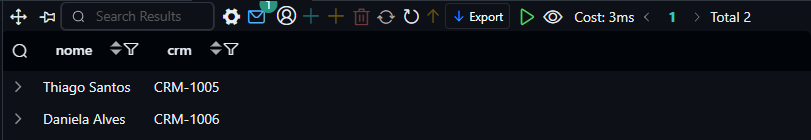 Search Results 1 Export Cost: 3ms 1 Total 2
nome crm
Thiago Santos CRM-1005
Daniela Alves CRM-1006